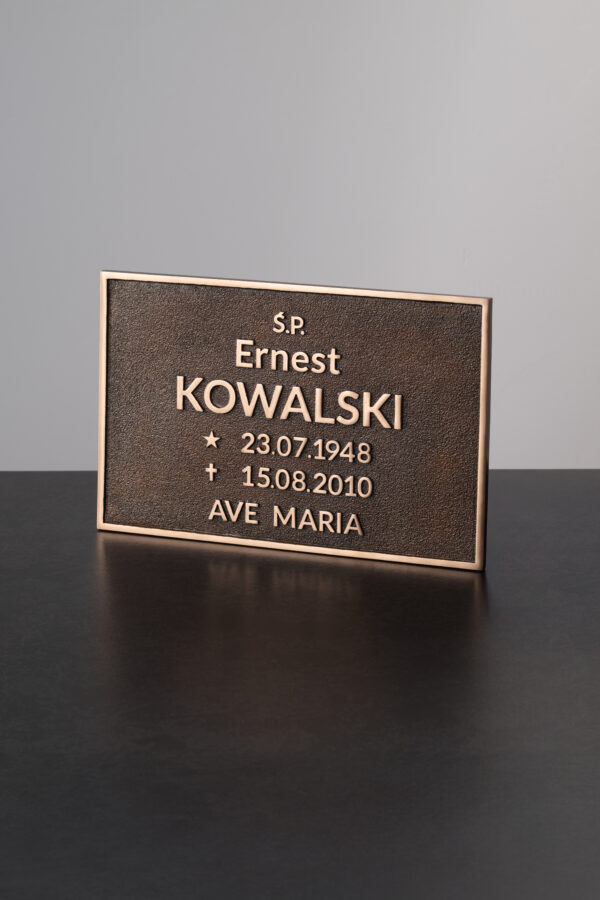 Ś.P.
Ernest
KOWALSKI
★ 23.07.1948
✝ 15.08.2010
AVE MARIA